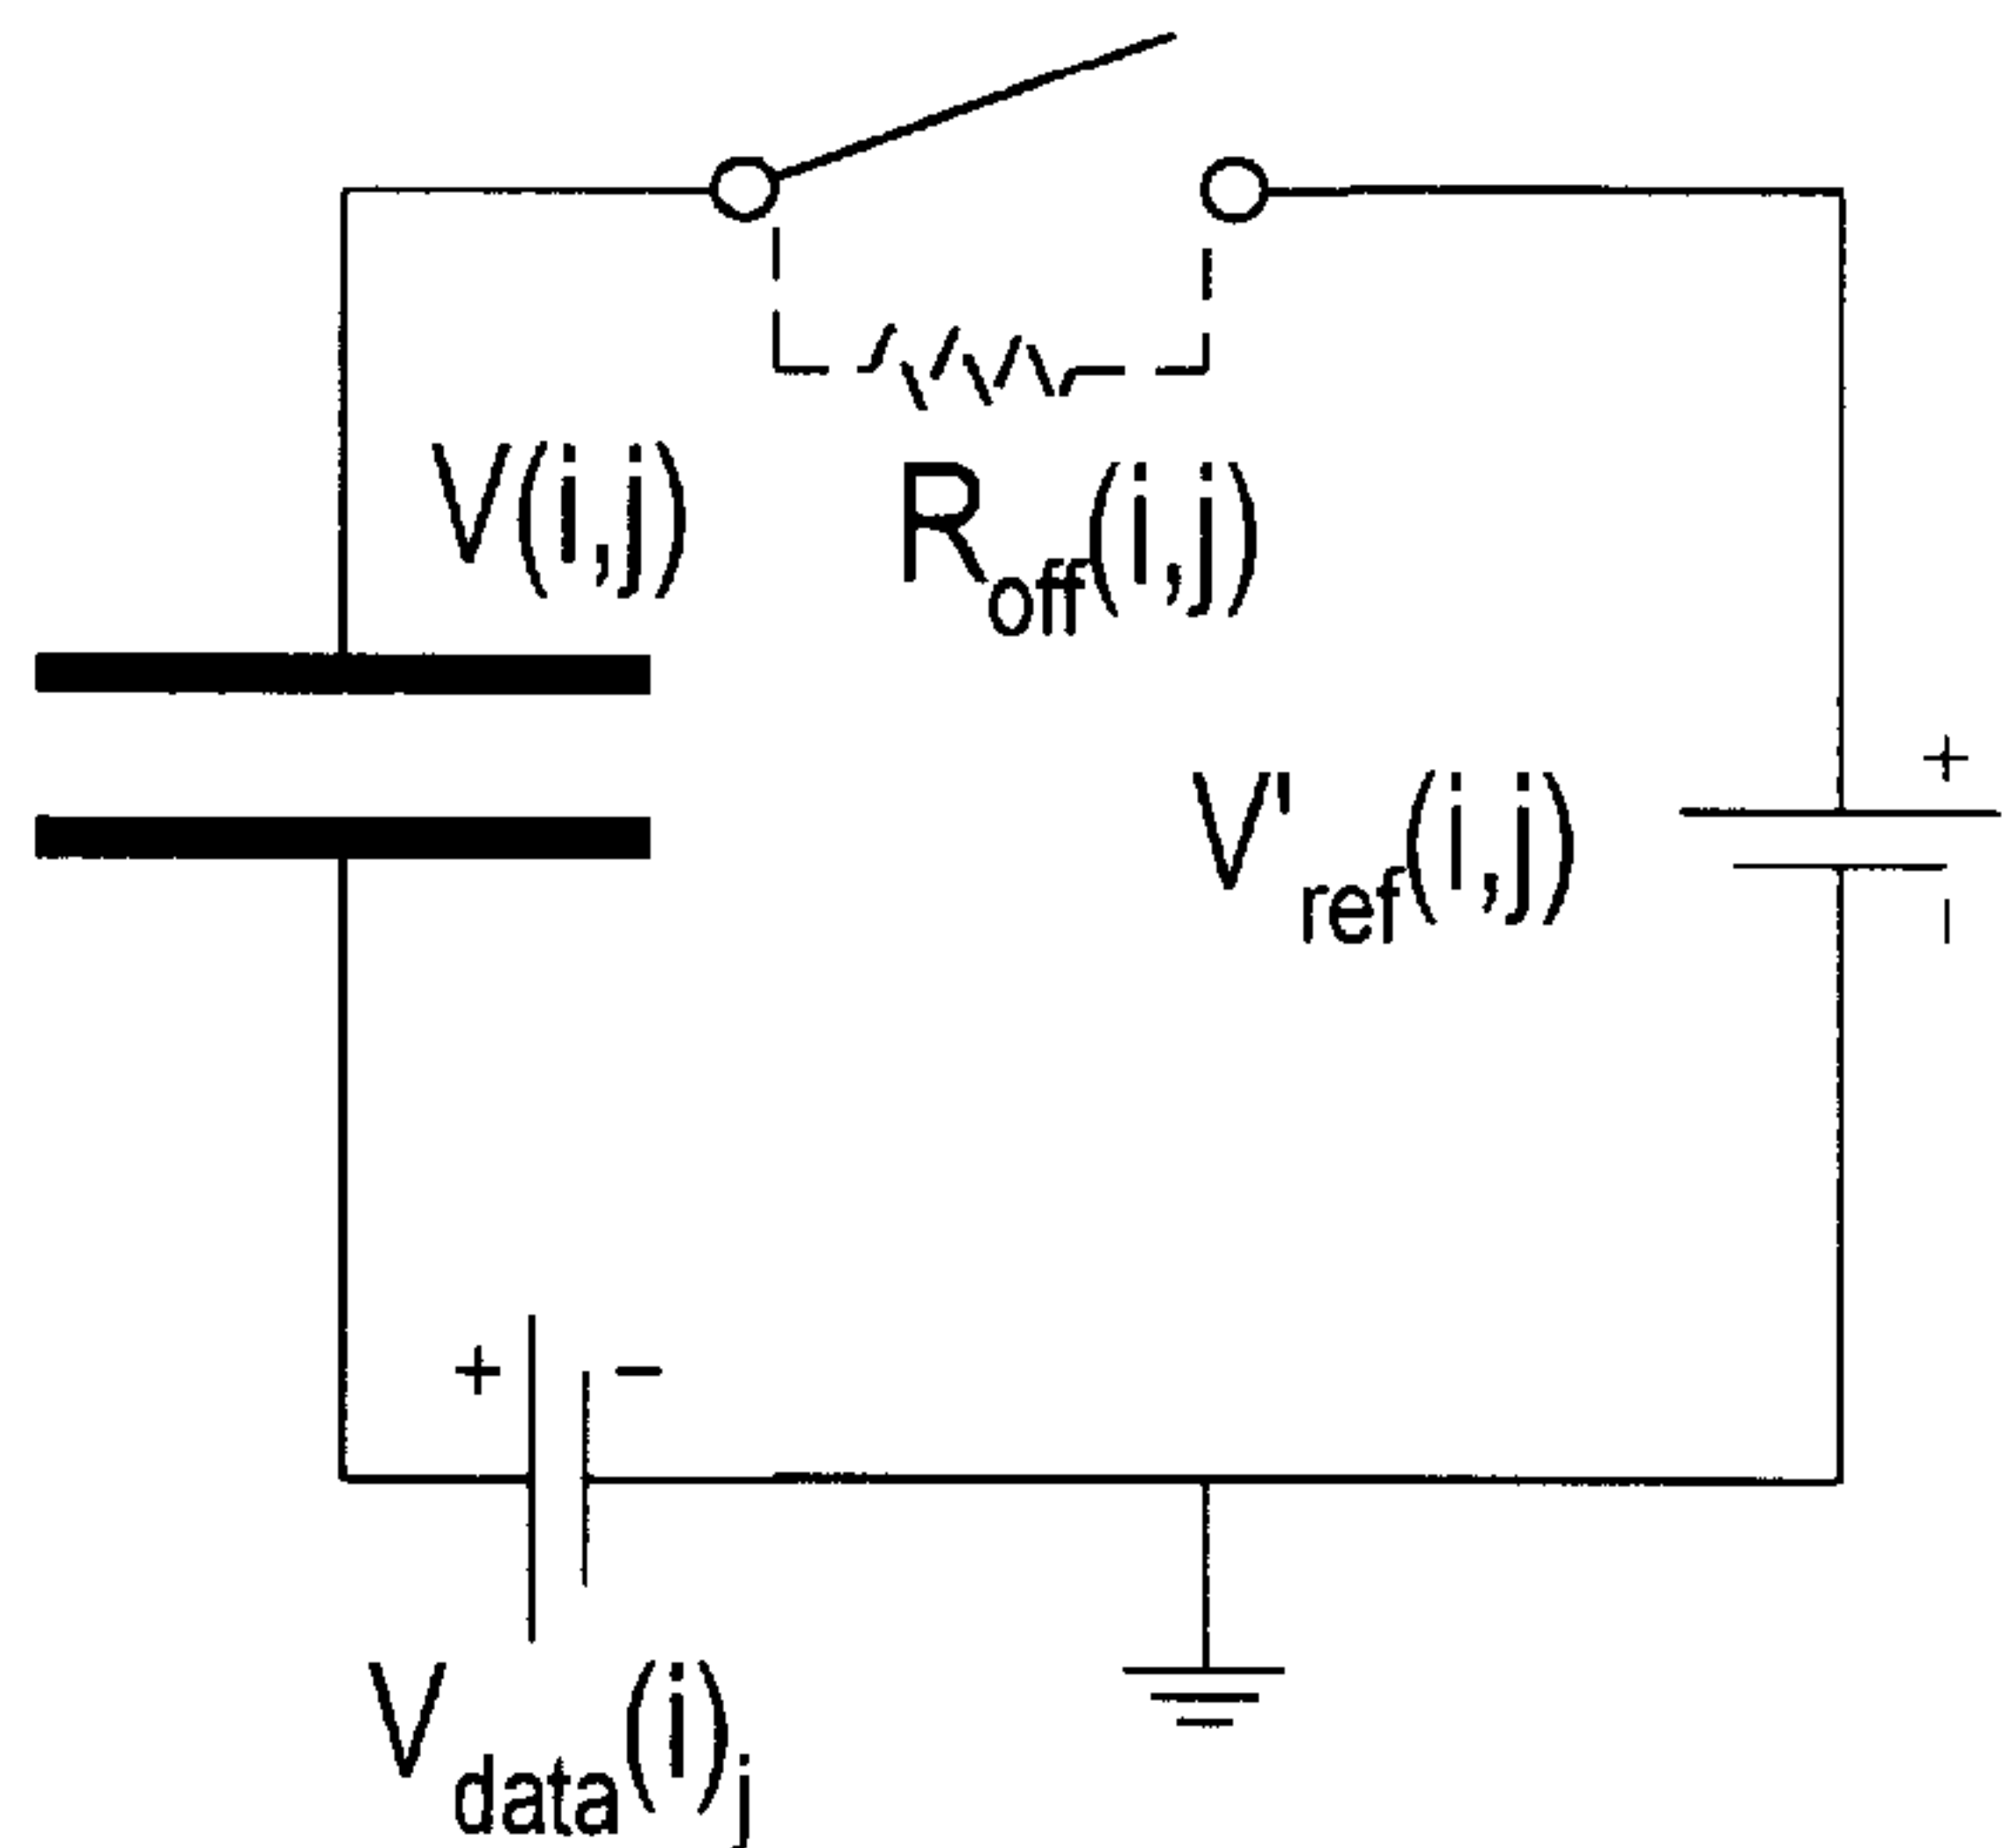 V(i,j)
R_off(i,j)
+
V'_ref(i,j)
-
+ -
V_data(i)_j